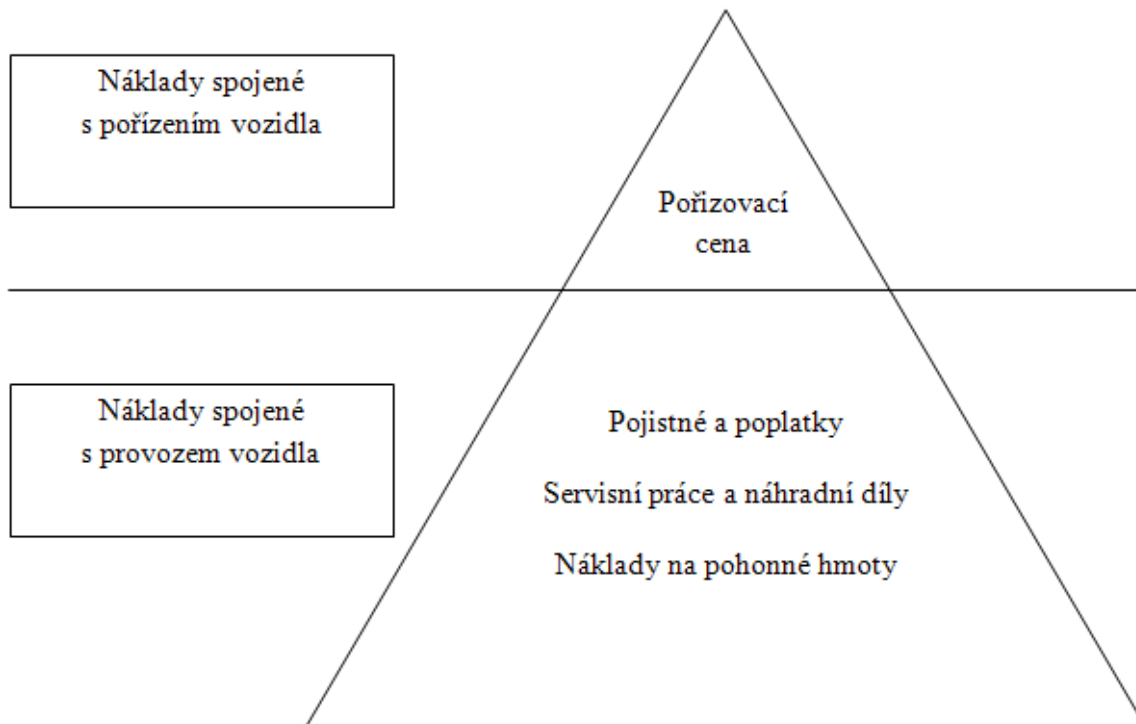 Náklady spojené
s pořízením vozidla
Pořizovací
cena
Náklady spojené
s provozem vozidla
Pojistné a poplatky
Servisní práce a náhradní díly
Náklady na pohonné hmoty